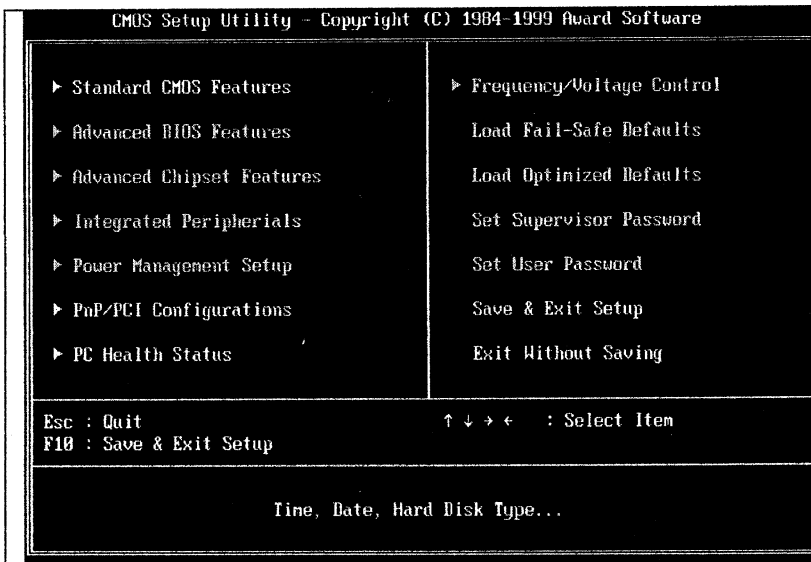 CMOS Setup Utility - Copyright (C) 1984-1999 Award Software
▶ Standard CMOS Features
▶ Advanced BIOS Features
▶ Advanced Chipset Features
▶ Integrated Peripherials
▶ Power Management Setup
▶ PnP/PCI Configurations
▶ PC Health Status
▶ Frequency/Voltage Control
Load Fail-Safe Defaults
Load Optimized Defaults
Set Supervisor Password
Set User Password
Save & Exit Setup
Exit Without Saving
Esc : Quit
F10 : Save & Exit Setup
↑ ↓ → ← : Select Item
Time, Date, Hard Disk Type...